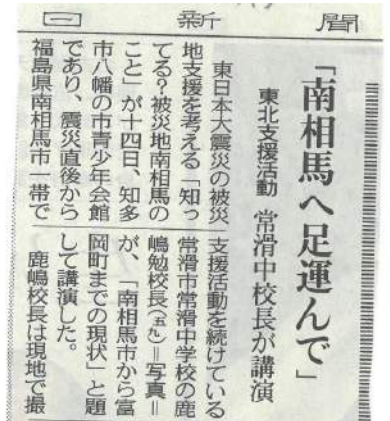 日 新 聞
「南相馬へ足運んで」
東北支援活動 常滑中校長が講演
東日本大震災の被災
地支援を考える「知っ
てる？被災地南相馬の
こと」が十四日、知多
市八幡の市青少年会館
であり、震災直後から
福島県南相馬市一帯で
支援活動を続けている
常滑市常滑中学校の鹿
嶋勉校長（五九）＝写真＝
が、「南相馬市から富
岡町までの現状」と題
して講演した。
鹿嶋校長は現地で撮